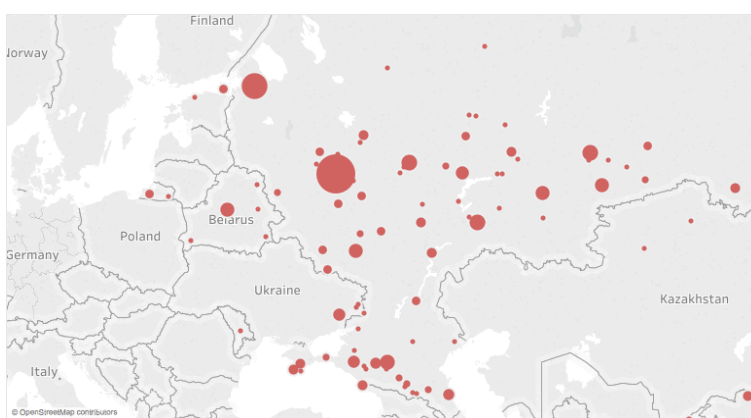 Finland
Norway
Belarus
Poland
Germany
Ukraine
Kazakhstan
Italy
© OpenStreetMap contributors